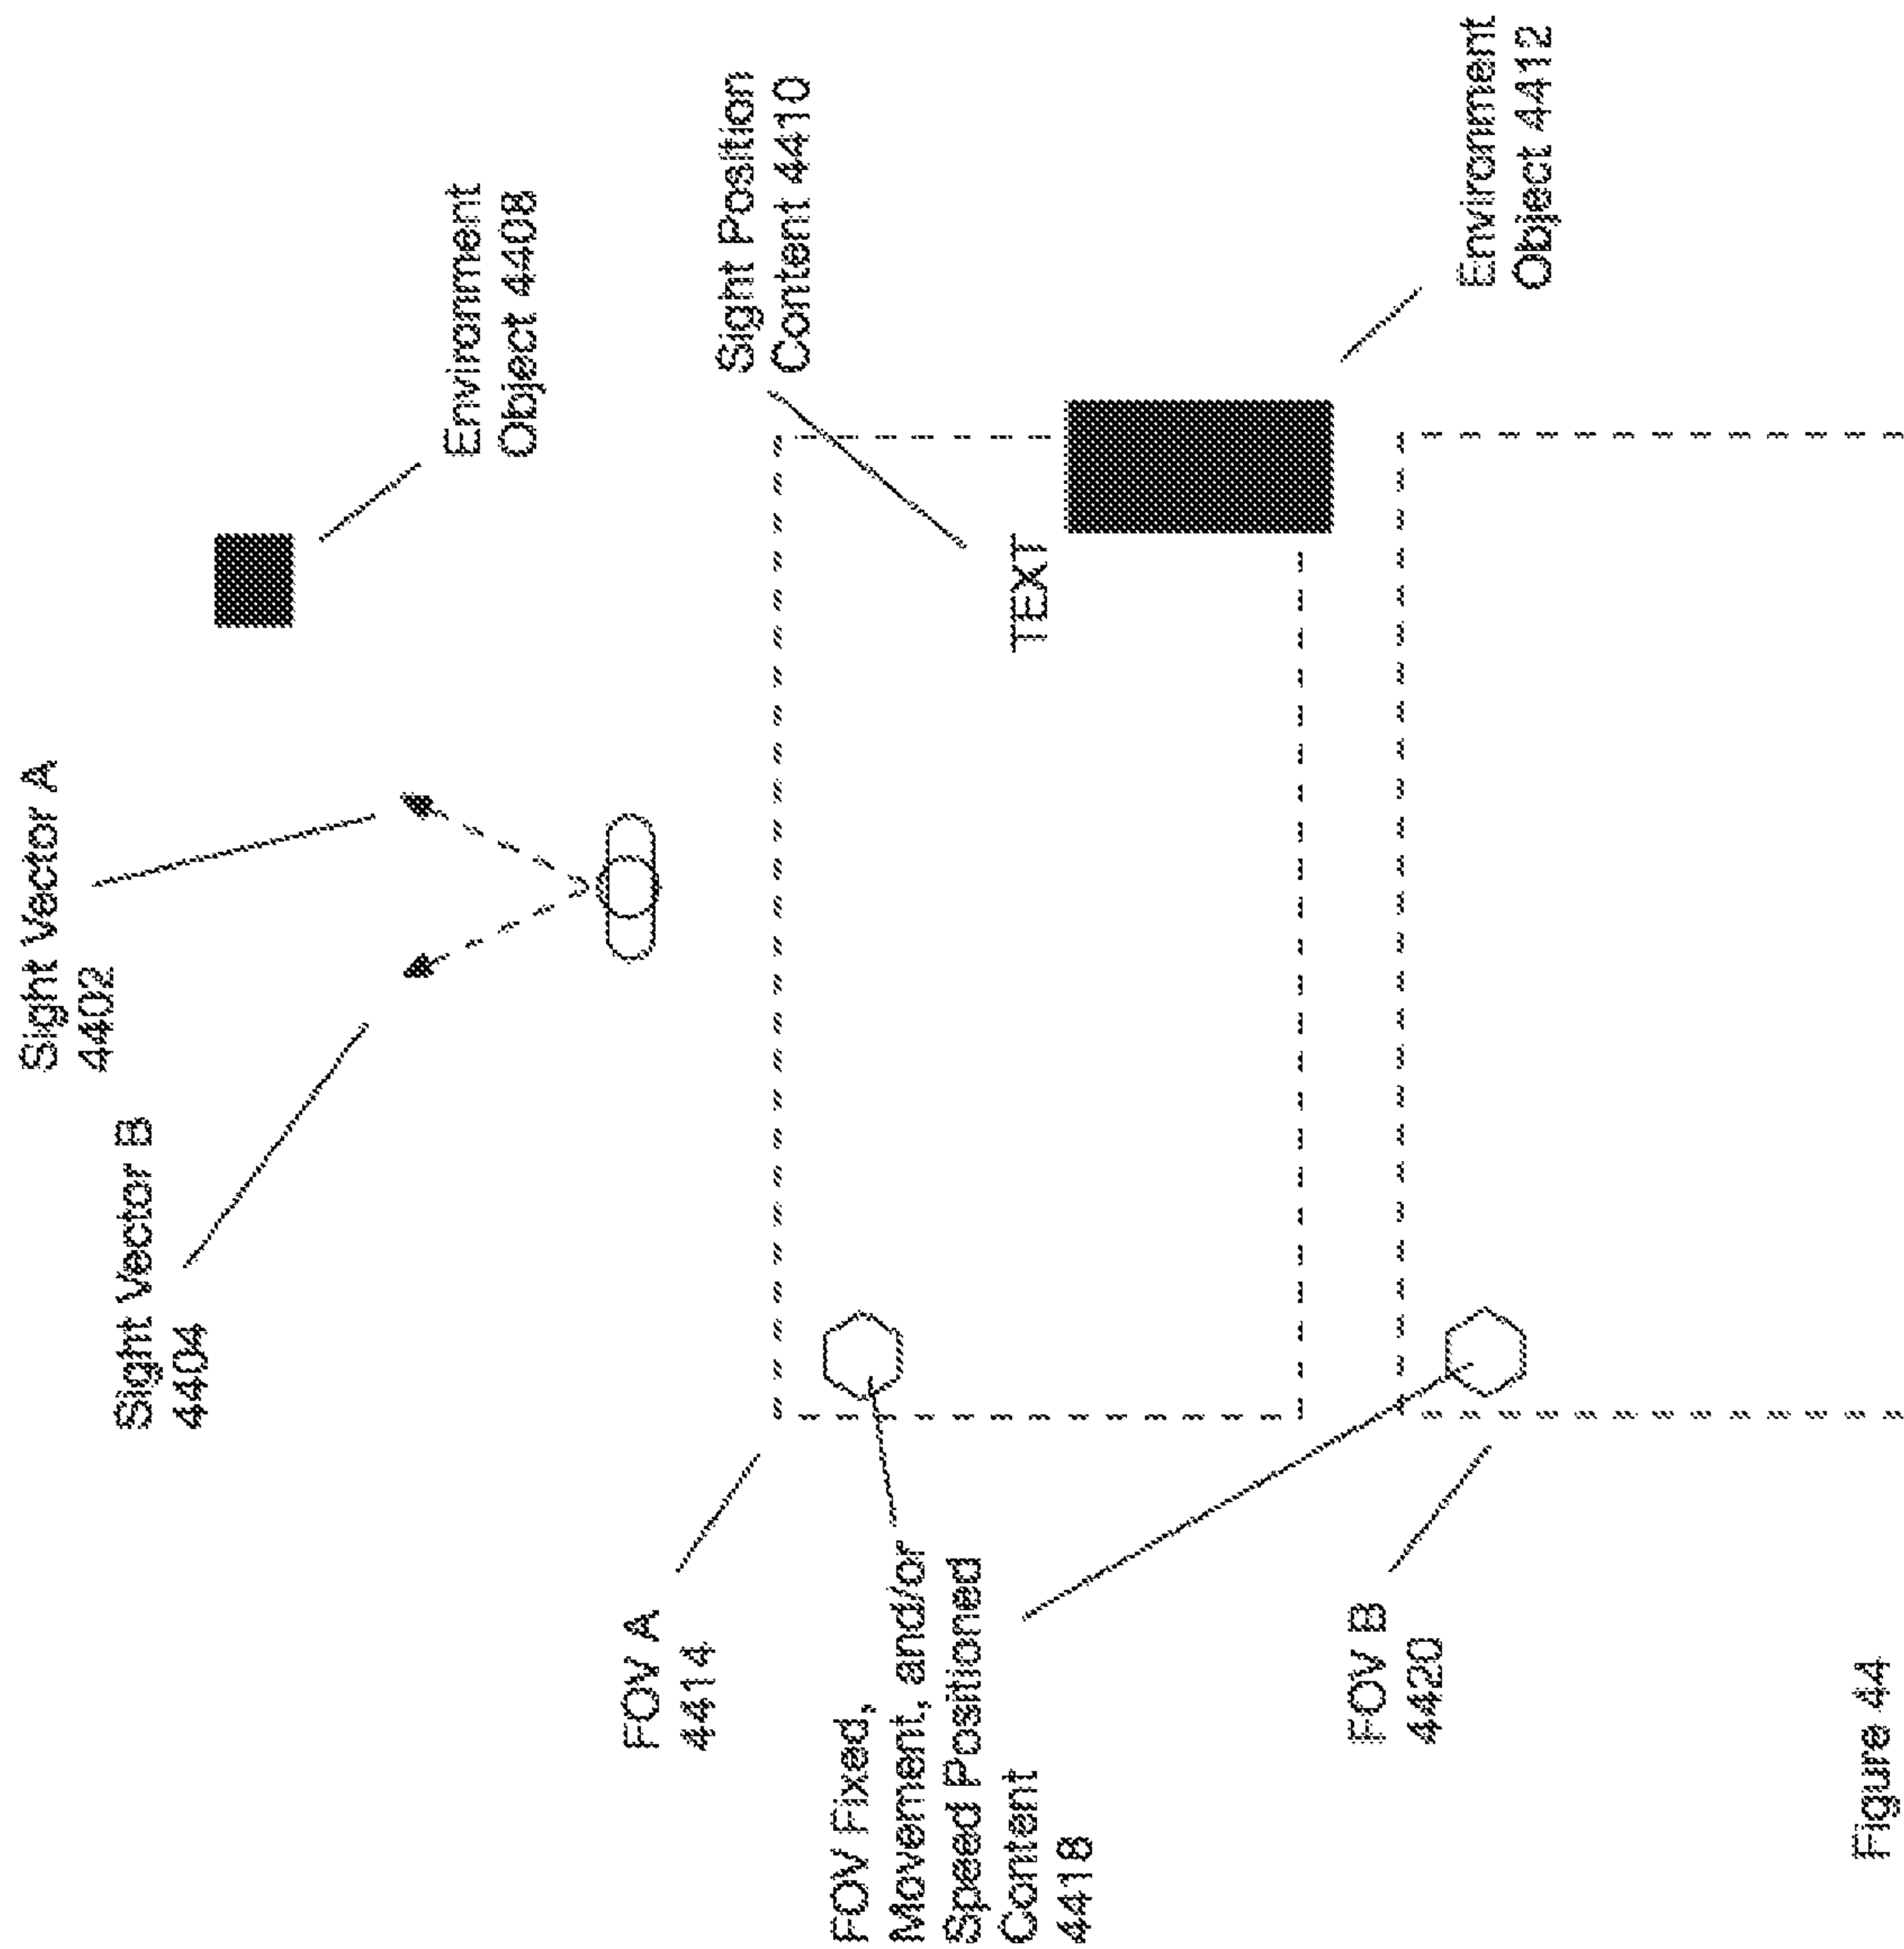 Sight Vector A
4402
Sight Vector B
4404
Environment
Object 4408
Sight Position
Content 4410
TEXT
Environment
Object 4412
FOV A
4414
FOV Fixed,
Movement, and/or
Speed Positioned
Content
4418
FOV B
4420
Figure 44